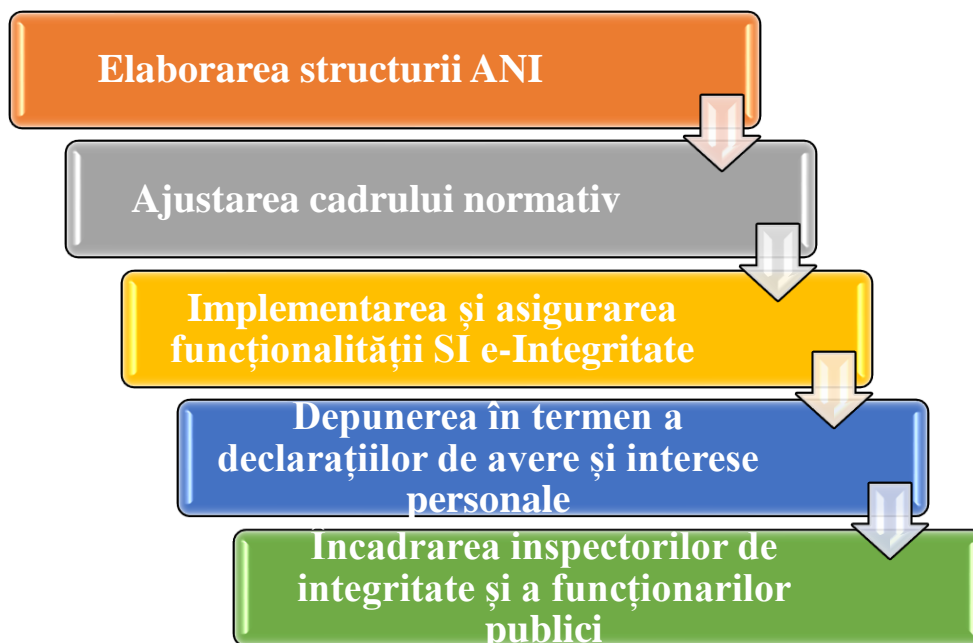 Elaborarea structurii ANI
Ajustarea cadrului normativ
Implementarea și asigurarea
funcționalității SI e-Integritate
Depunerea în termen a
declarațiilor de avere și interese
personale
Încadrarea inspectorilor de
integritate și a funcționarilor
publici